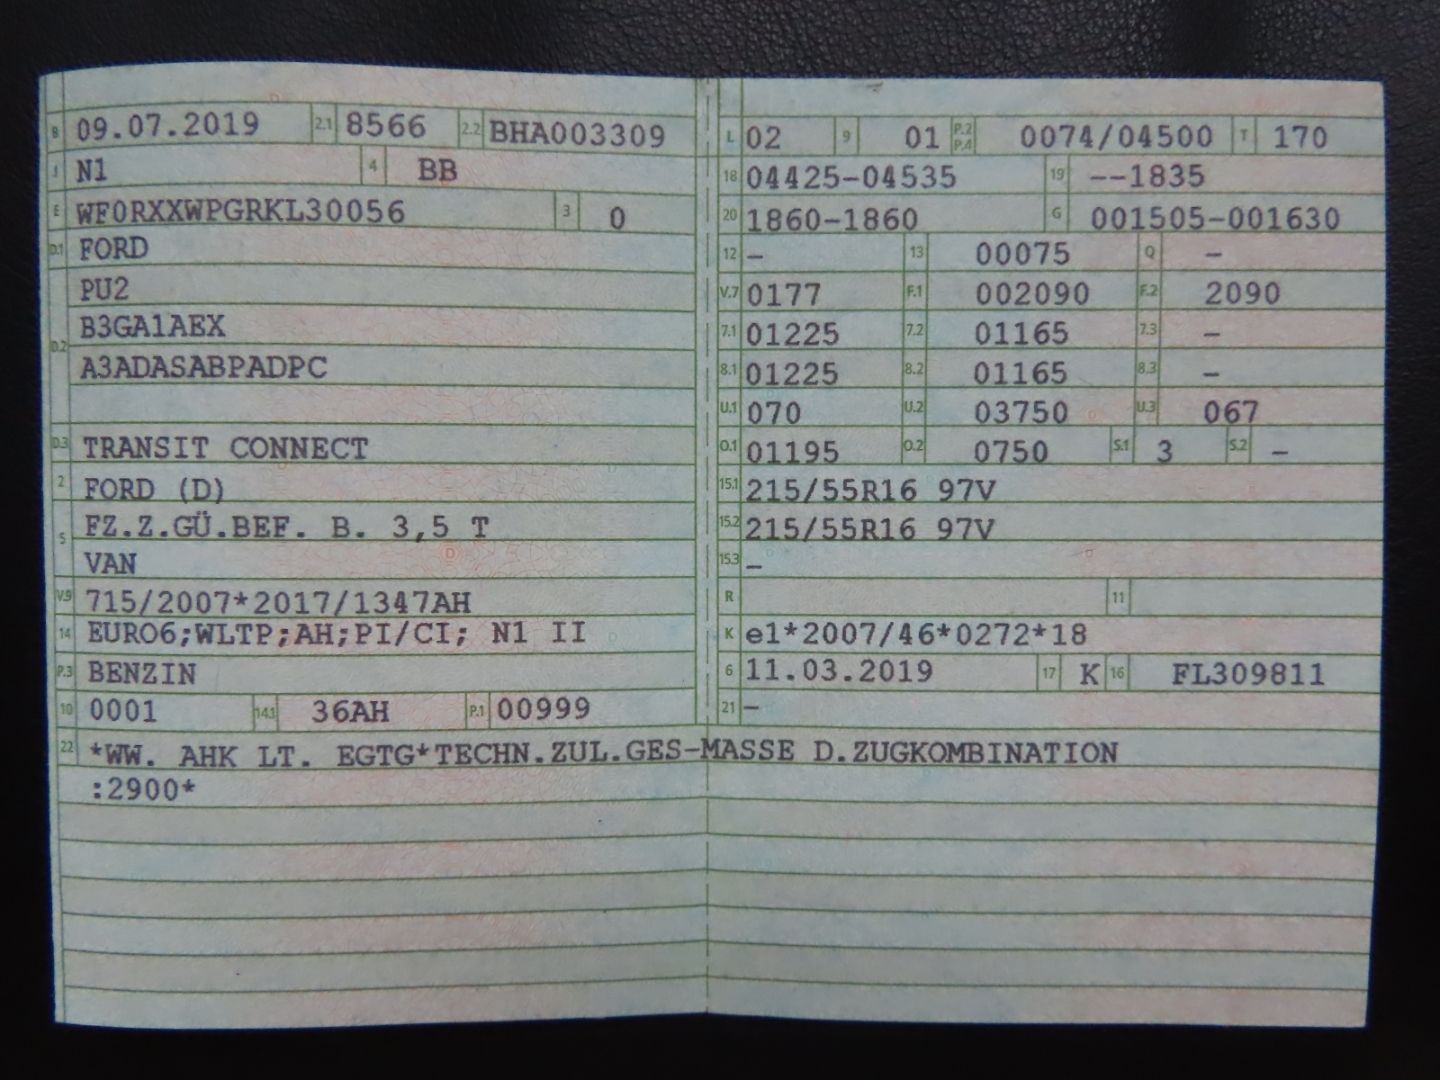 B 09.07.2019 2.1 8566 2.2 BHA003309
J N1 4 BB
E WF0RXXWPGRKL30056 3 0
D.1 FORD
D.2 PU2
B3GA1AEX
A3ADASABPADPC
D.3 TRANSIT CONNECT
2 FORD (D)
5 FZ.Z.GÜ.BEF. B. 3,5 T
VAN
V.9 715/2007*2017/1347AH
14 EURO6;WLTP;AH;PI/CI; N1 II
P.3 BENZIN
10 0001 14.1 36AH P.1 00999
L 02 9 01 P.2 P.4 0074/04500 T 170
18 04425-04535 19 --1835
20 1860-1860 G 001505-001630
12 - 13 00075 Q -
V.7 0177 F.1 002090 F.2 2090
7.1 01225 7.2 01165 7.3 -
8.1 01225 8.2 01165 8.3 -
U.1 070 U.2 03750 U.3 067
O.1 01195 O.2 0750 S.1 3 S.2 -
15.1 215/55R16 97V
15.2 215/55R16 97V
15.3 -
R 11
K e1*2007/46*0272*18
6 11.03.2019 17 K 16 FL309811
21 -
22 *WW. AHK LT. EGTG*TECHN.ZUL.GES-MASSE D.ZUGKOMBINATION
:2900*